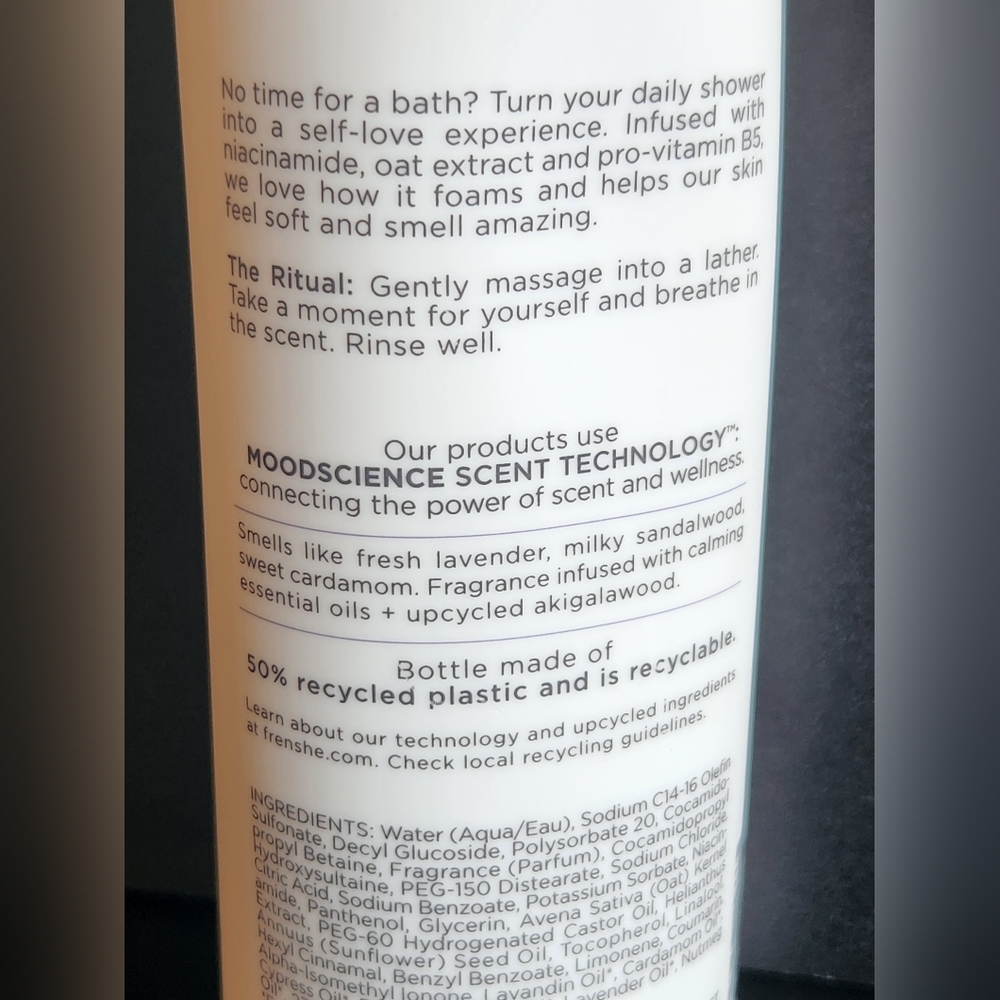 No time for a bath? Turn your daily shower
into a self-love experience. Infused with
niacinamide, oat extract and pro-vitamin B5,
we love how it foams and helps our skin
feel soft and smell amazing.
The Ritual: Gently massage into a lather.
Take a moment for yourself and breathe in
the scent. Rinse well.
Our products use
MOODSCIENCE SCENT TECHNOLOGY™:
connecting the power of scent and wellness.
Smells like fresh lavender, milky sandalwood,
sweet cardamom. Fragrance infused with calming
essential oils + upcycled akigalawood.
Bottle made of
50% recycled plastic and is recyclable.
Learn about our technology and upcycled ingredients
at frenshe.com. Check local recycling guidelines.
INGREDIENTS: Water (Aqua/Eau), Sodium C14-16 Olefin
Sulfonate, Decyl Glucoside, Polysorbate 20, Cocamido-
propyl Betaine, Fragrance (Parfum), Cocamidopropyl
Hydroxysultaine, PEG-150 Distearate, Sodium Chloride,
Citric Acid, Sodium Benzoate, Potassium Sorbate, Niacin-
amide, Panthenol, Glycerin, Avena Sativa (Oat) Kernel
Extract, PEG-60 Hydrogenated Castor Oil, Helianthus
Annuus (Sunflower) Seed Oil, Tocopherol, Linalool,
Hexyl Cinnamal, Benzyl Benzoate, Limonene, Coumarin,
Alpha-Isomethyl Ionone, Lavandin Oil*, Cardamom Oil*,
Cypress Oil*, Lavender Oil*, Nutmeg
Oil*,